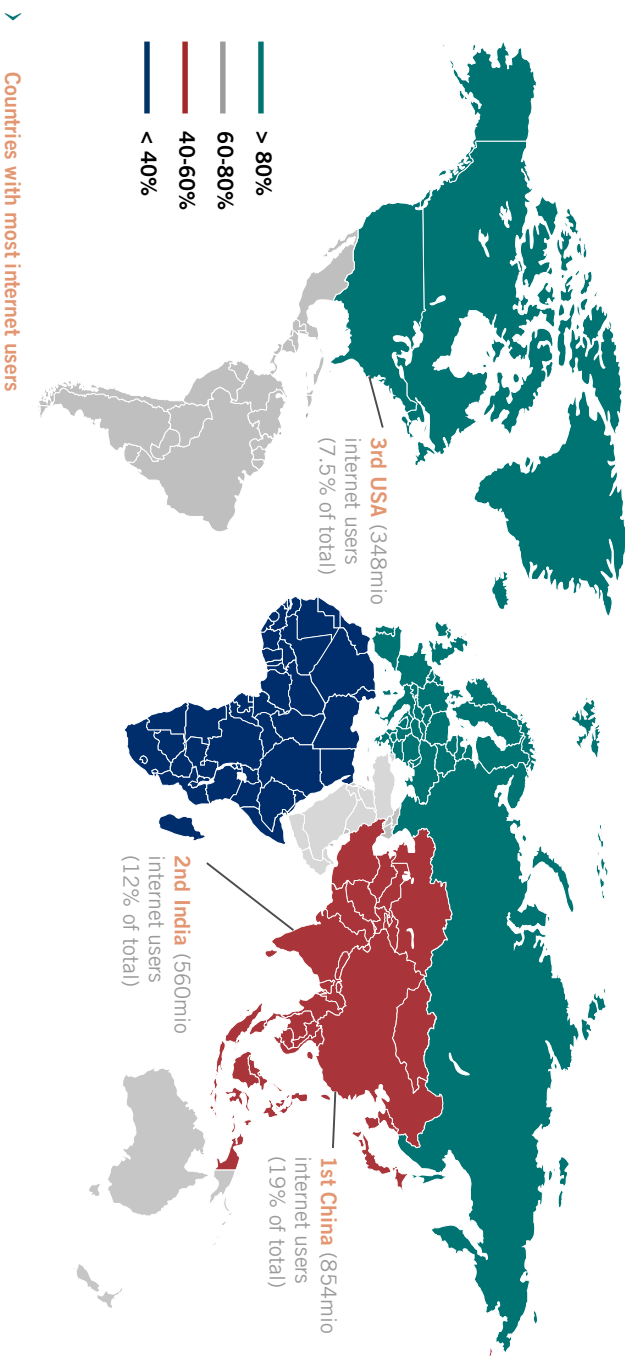 Countries with most internet users
> 80%
60-80%
40-60%
< 40%
3rd USA (348mio
internet users
(7.5% of total)
2nd India (560mio
internet users
(12% of total)
1st China (854mio
internet users
(19% of total)